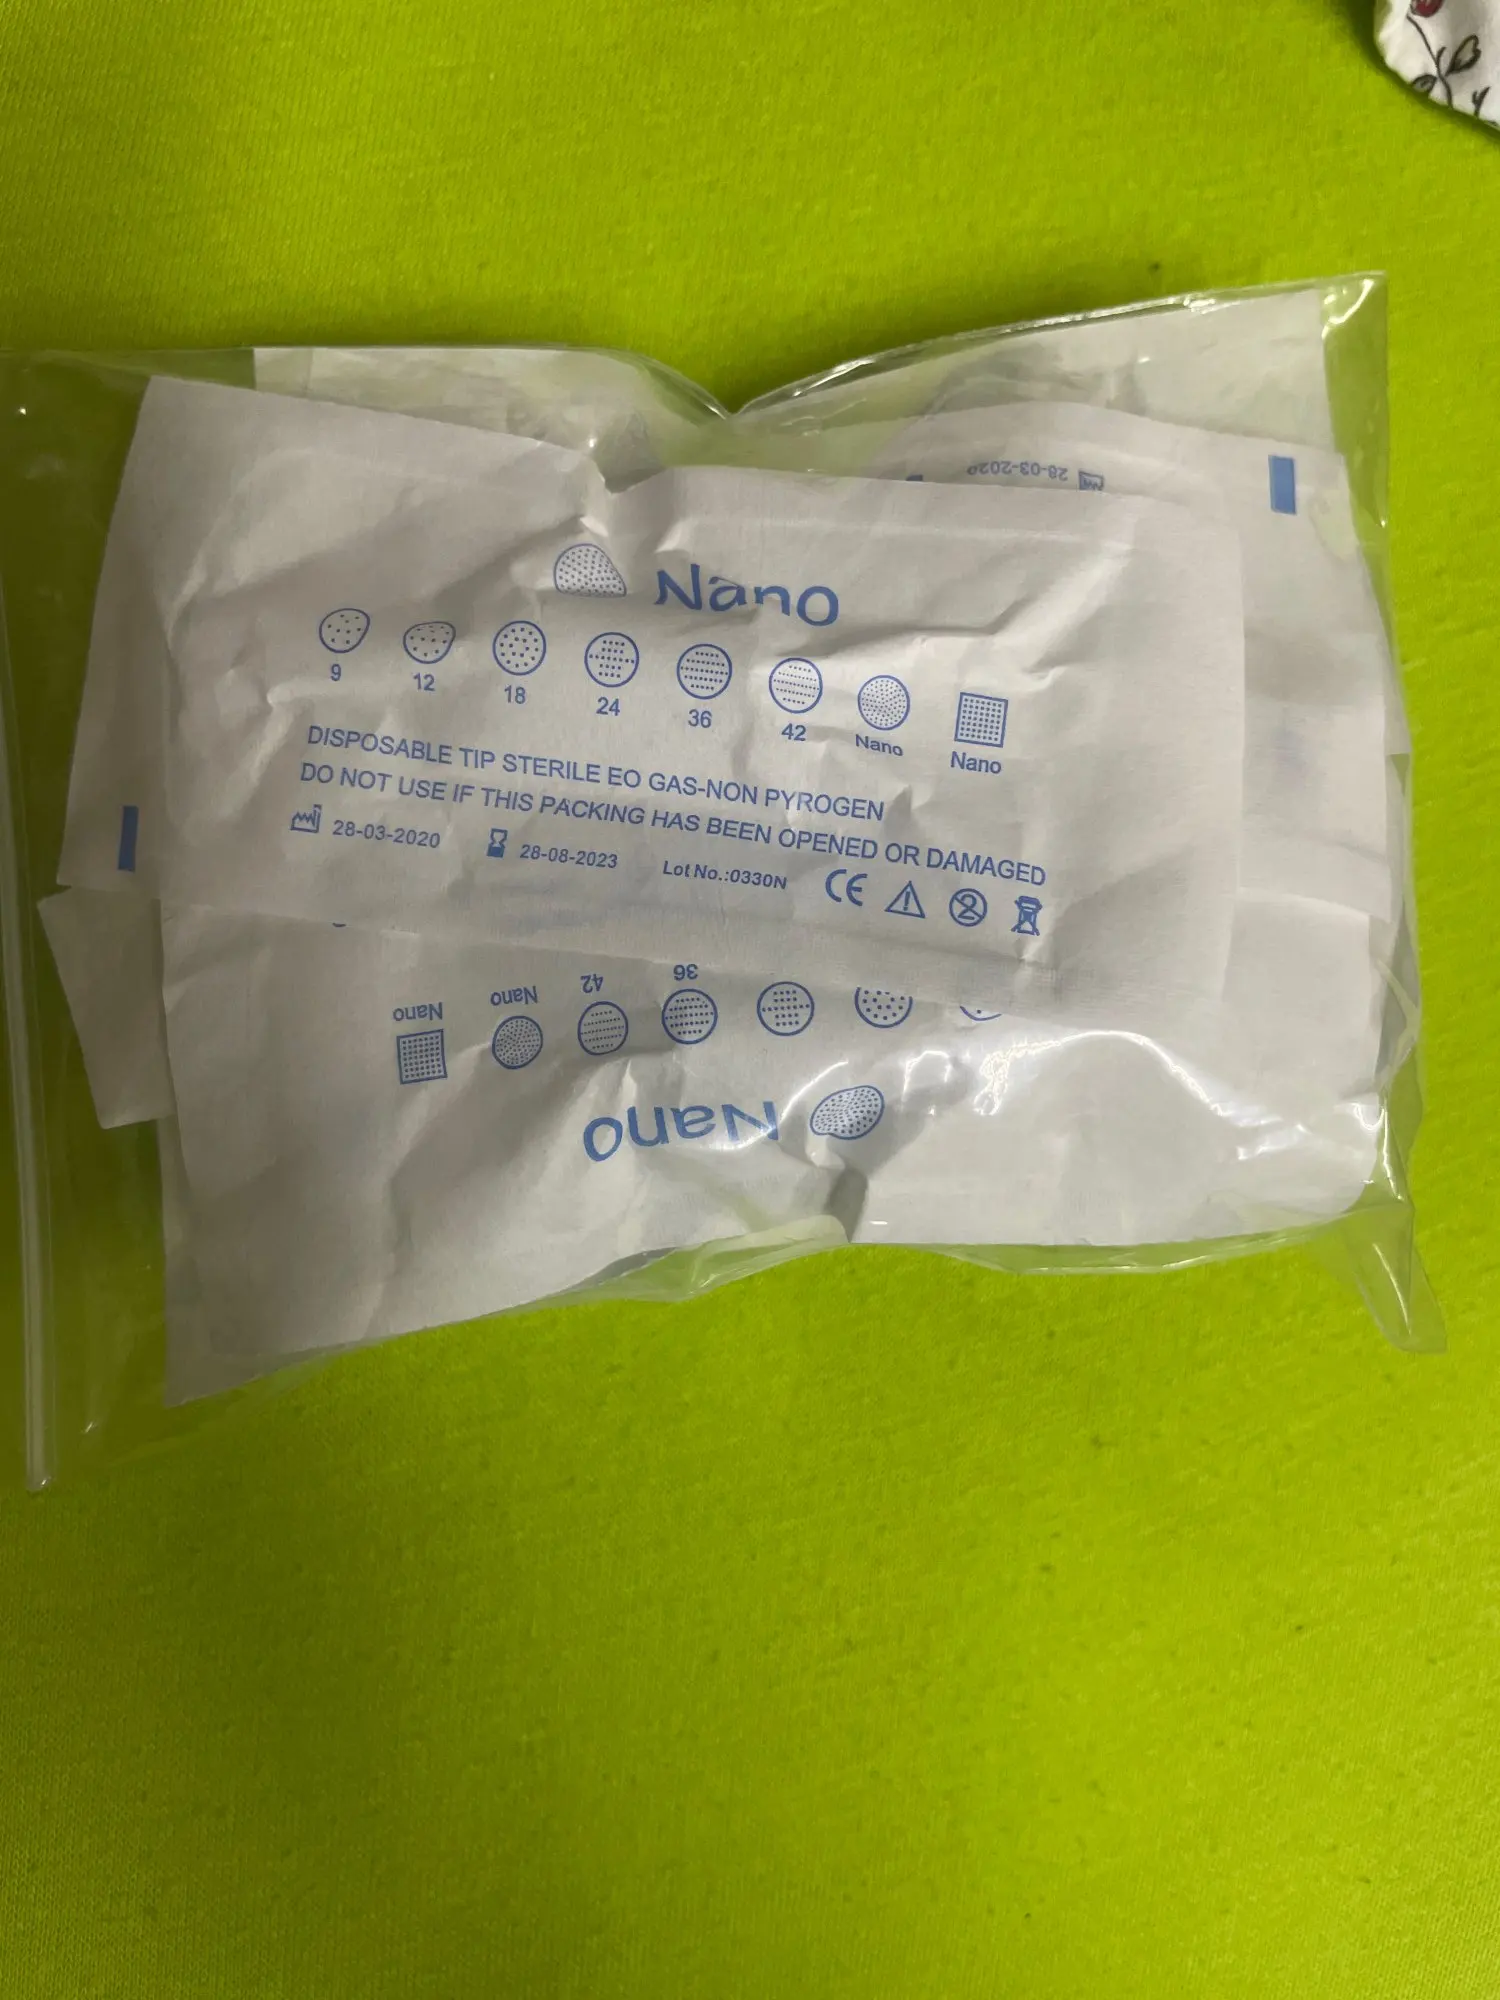 28-03-2020
Nano
9 12 18 24 36 42 Nano Nano
DISPOSABLE TIP STERILE EO GAS-NON PYROGEN
DO NOT USE IF THIS PACKING HAS BEEN OPENED OR DAMAGED
28-03-2020 28-08-2023 Lot No.:0330N CE
Nano Nano 42 36
Nano